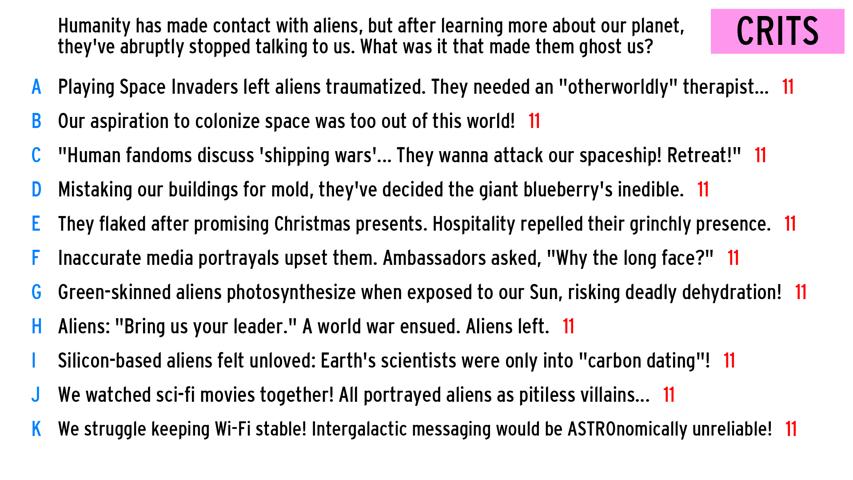 Humanity has made contact with aliens, but after learning more about our planet,
they've abruptly stopped talking to us. What was it that made them ghost us?
CRITS
A Playing Space Invaders left aliens traumatized. They needed an "otherworldly" therapist... 11
B Our aspiration to colonize space was too out of this world! 11
C "Human fandoms discuss 'shipping wars'... They wanna attack our spaceship! Retreat!" 11
D Mistaking our buildings for mold, they've decided the giant blueberry's inedible. 11
E They flaked after promising Christmas presents. Hospitality repelled their grinchly presence. 11
F Inaccurate media portrayals upset them. Ambassadors asked, "Why the long face?" 11
G Green-skinned aliens photosynthesize when exposed to our Sun, risking deadly dehydration! 11
H Aliens: "Bring us your leader." A world war ensued. Aliens left. 11
I Silicon-based aliens felt unloved: Earth's scientists were only into "carbon dating"! 11
J We watched sci-fi movies together! All portrayed aliens as pitiless villains... 11
K We struggle keeping Wi-Fi stable! Intergalactic messaging would be ASTROnomically unreliable! 11